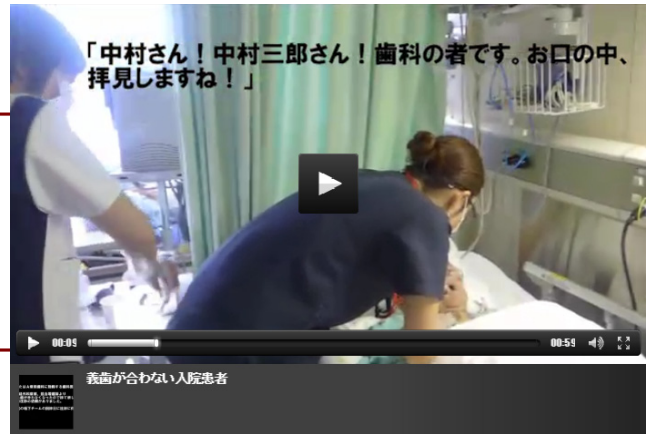 「中村さん！中村三郎さん！歯科の者です。お口の中、
拝見しますね！」
00:09
00:59
義歯が合わない入院患者